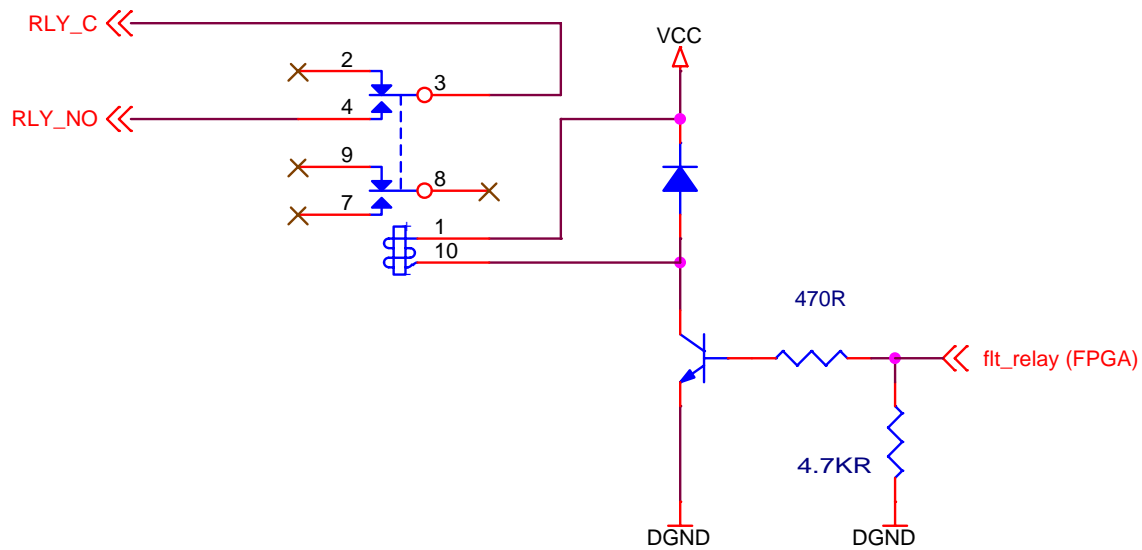 RLY_C
VCC
2
3
4
RLY_NO
9
8
7
1
10
470R
flt_relay (FPGA)
4.7KR
DGND
DGND